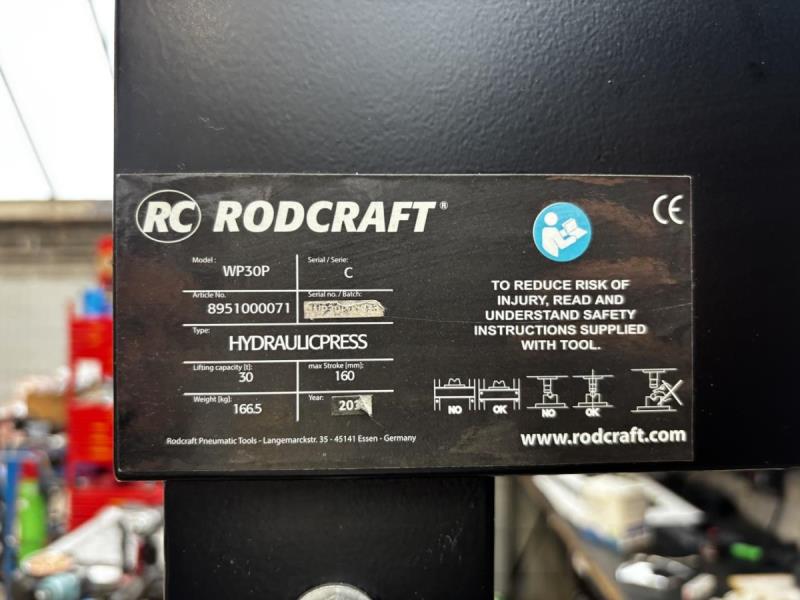 RC RODCRAFT®
CE
Model: Serial / Serie:
WP30P C
Article No. Serial no. / Batch:
8951000071
Type:
HYDRAULICPRESS
Lifting capacity [t]: max Stroke [mm]:
30 160
Weight [kg]: Year:
166.5
TO REDUCE RISK OF
INJURY, READ AND
UNDERSTAND SAFETY
INSTRUCTIONS SUPPLIED
WITH TOOL.
NO OK NO OK
Rodcraft Pneumatic Tools - Langemarckstr. 35 - 45141 Essen - Germany
www.rodcraft.com